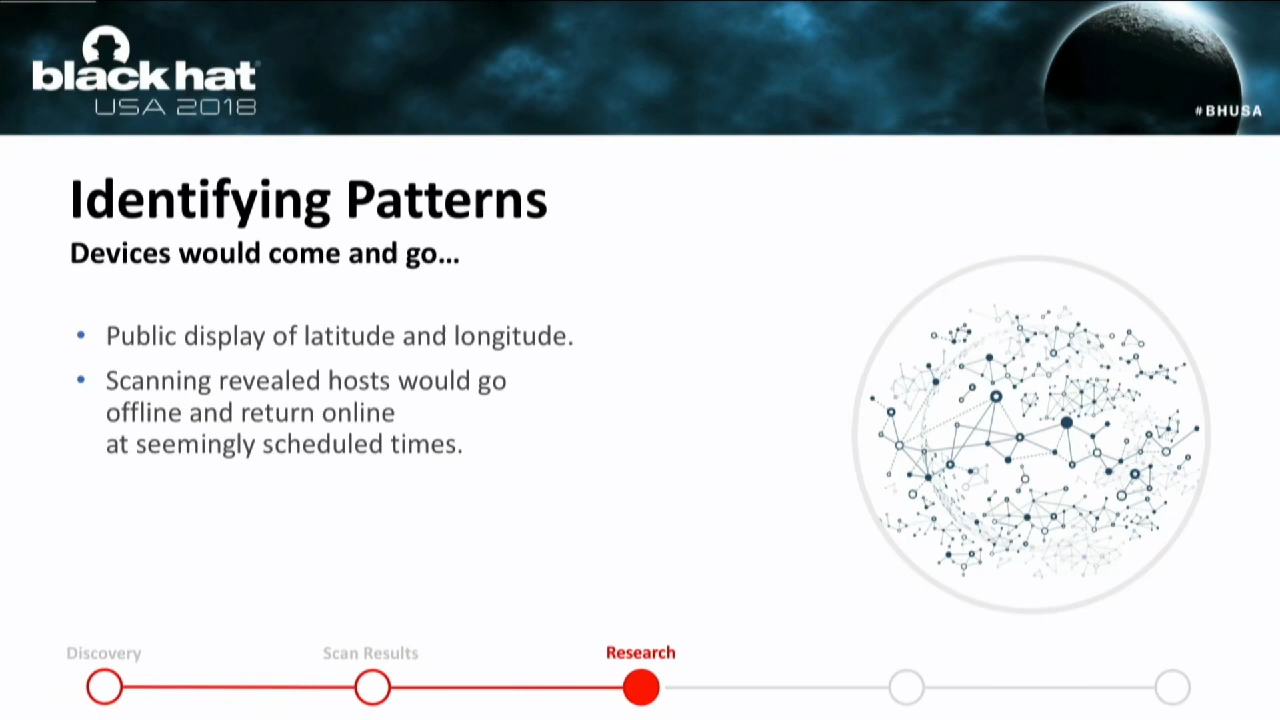 black hat
USA 2018
#BHUSA
Identifying Patterns
Devices would come and go...
• Public display of latitude and longitude.
• Scanning revealed hosts would go
offline and return online
at seemingly scheduled times.
Discovery
Scan Results
Research